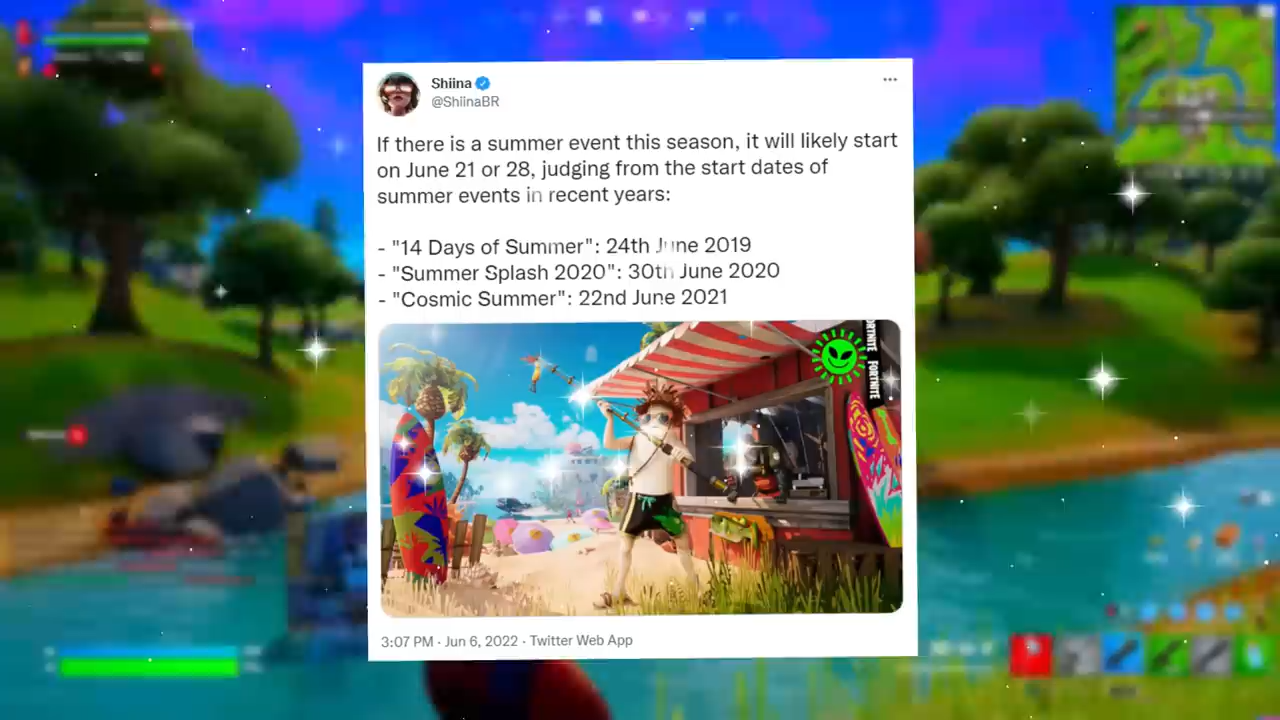 Shiina
@ShiinaBR
If there is a summer event this season, it will likely start
on June 21 or 28, judging from the start dates of
summer events in recent years:
- "14 Days of Summer": 24th June 2019
- "Summer Splash 2020": 30th June 2020
- "Cosmic Summer": 22nd June 2021
FORTNITE
FORTNITE
3:07 PM · Jun 6, 2022 · Twitter Web App